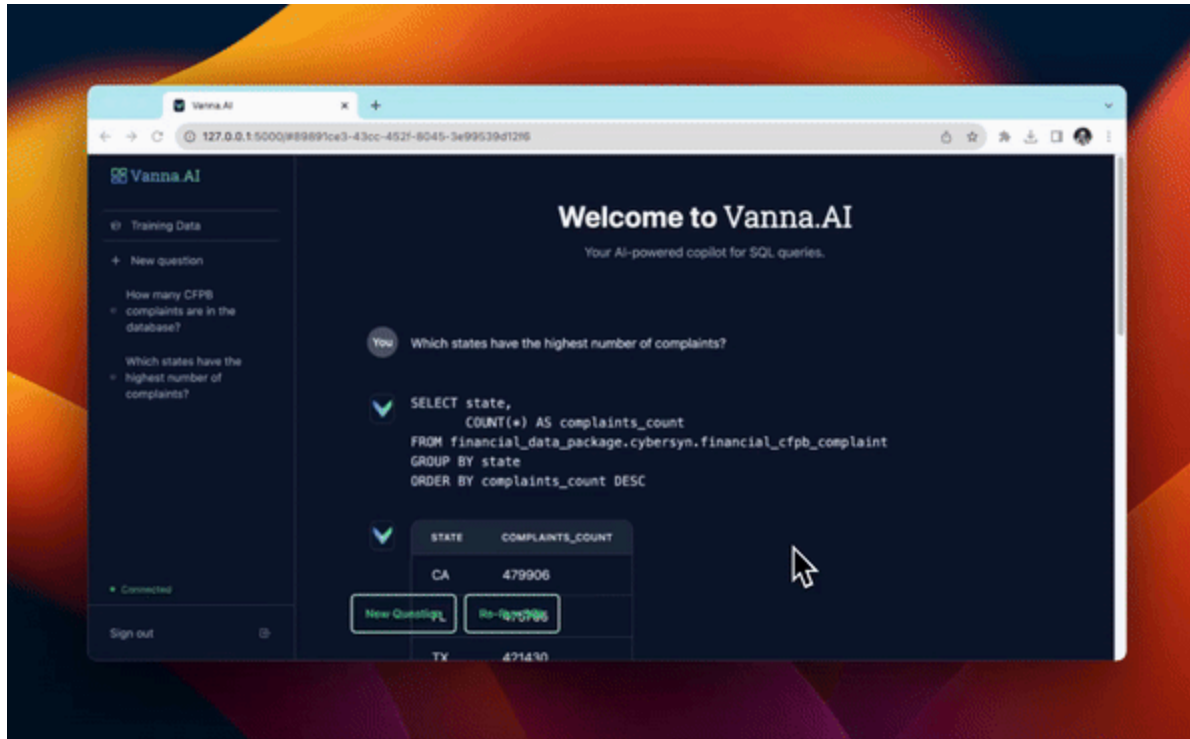 Vanna.AI
127.0.0.1:5000/#89891ce3-43cc-452f-8045-3e99539d12f6
Vanna.AI
Training Data
+ New question
How many CFPB
complaints are in the
database?
Which states have the
highest number of
complaints?
Connected
Sign out
Welcome to Vanna.AI
Your AI-powered copilot for SQL queries.
You
Which states have the highest number of complaints?
SELECT state,
COUNT(*) AS complaints_count
FROM financial_data_package.cybersyn.financial_cfpb_complaint
GROUP BY state
ORDER BY complaints_count DESC
STATE COMPLAINTS_COUNT
CA 479906
New Question
TX 421430